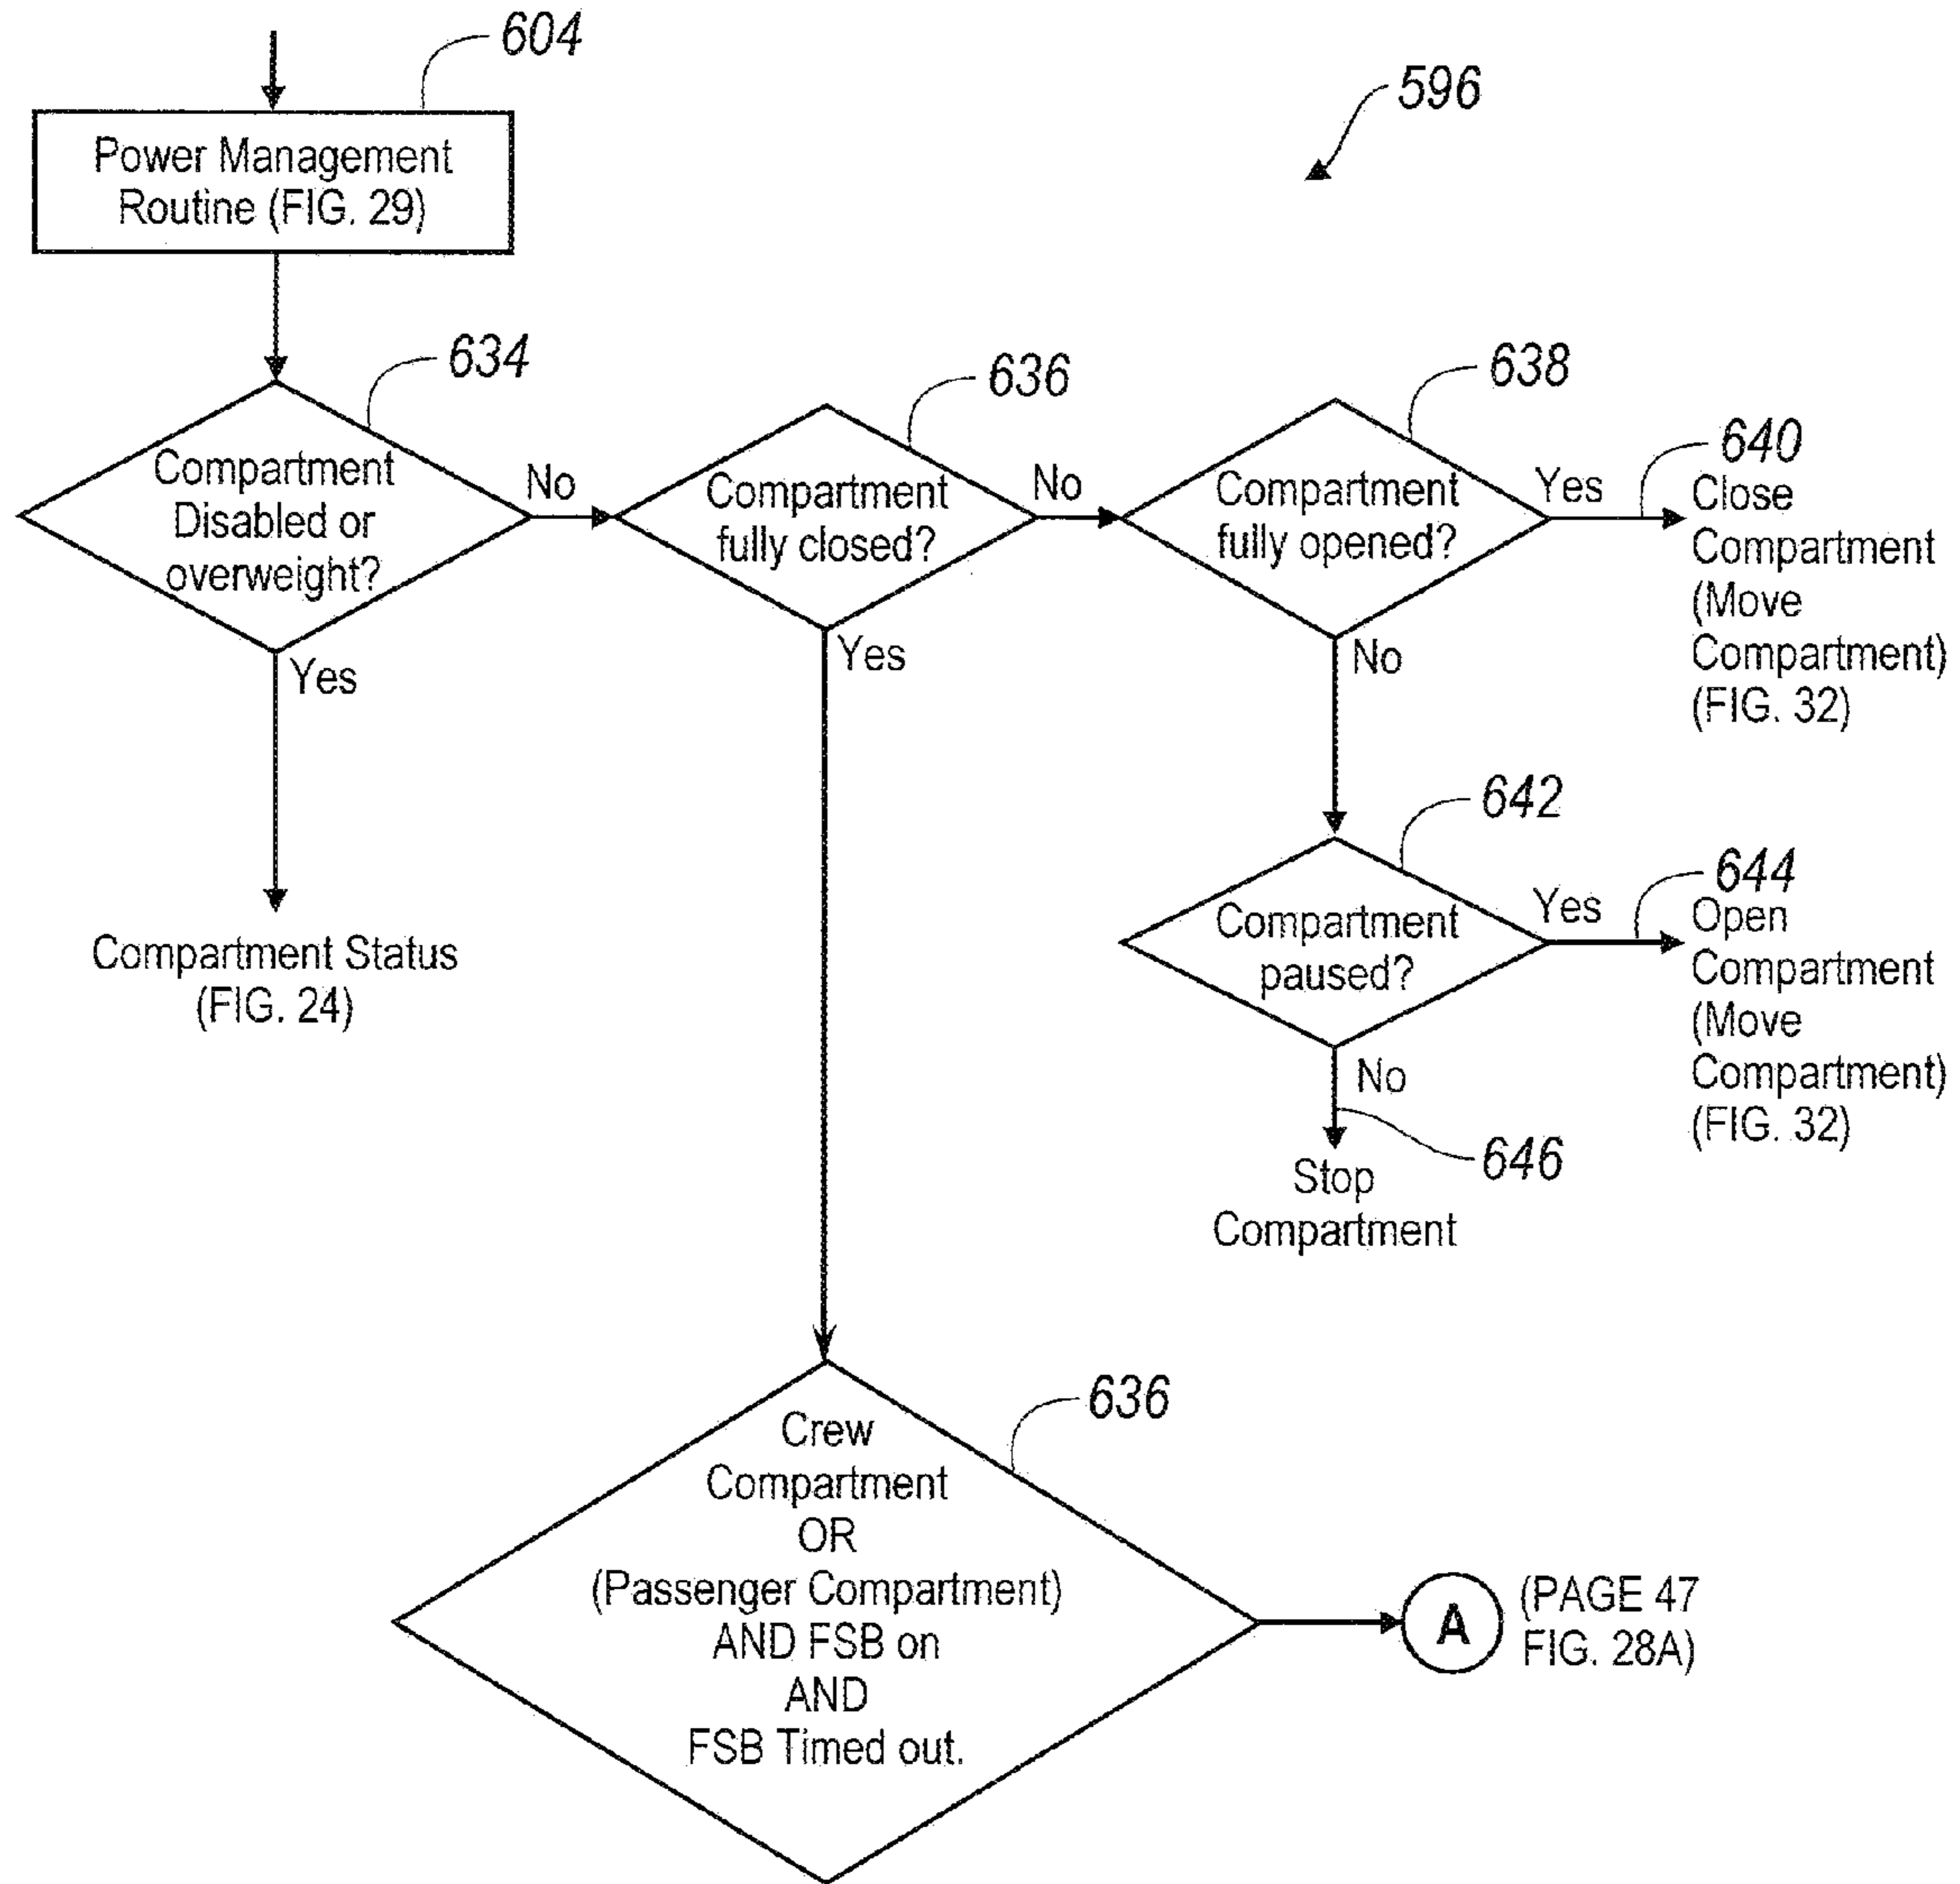 604
596
Power Management
Routine (FIG. 29)
634
636
638
640
Compartment
Disabled or
overweight?
No
Compartment
fully closed?
No
Compartment
fully opened?
Yes
Close
Compartment
(Move
Compartment)
(FIG. 32)
Yes
Yes
No
642
644
Compartment
paused?
Yes
Open
Compartment
(Move
Compartment)
(FIG. 32)
Compartment Status
(FIG. 24)
No
646
Stop
Compartment
636
Crew
Compartment
OR
(Passenger Compartment)
AND FSB on
AND
FSB Timed out.
A
(PAGE 47
FIG. 28A)